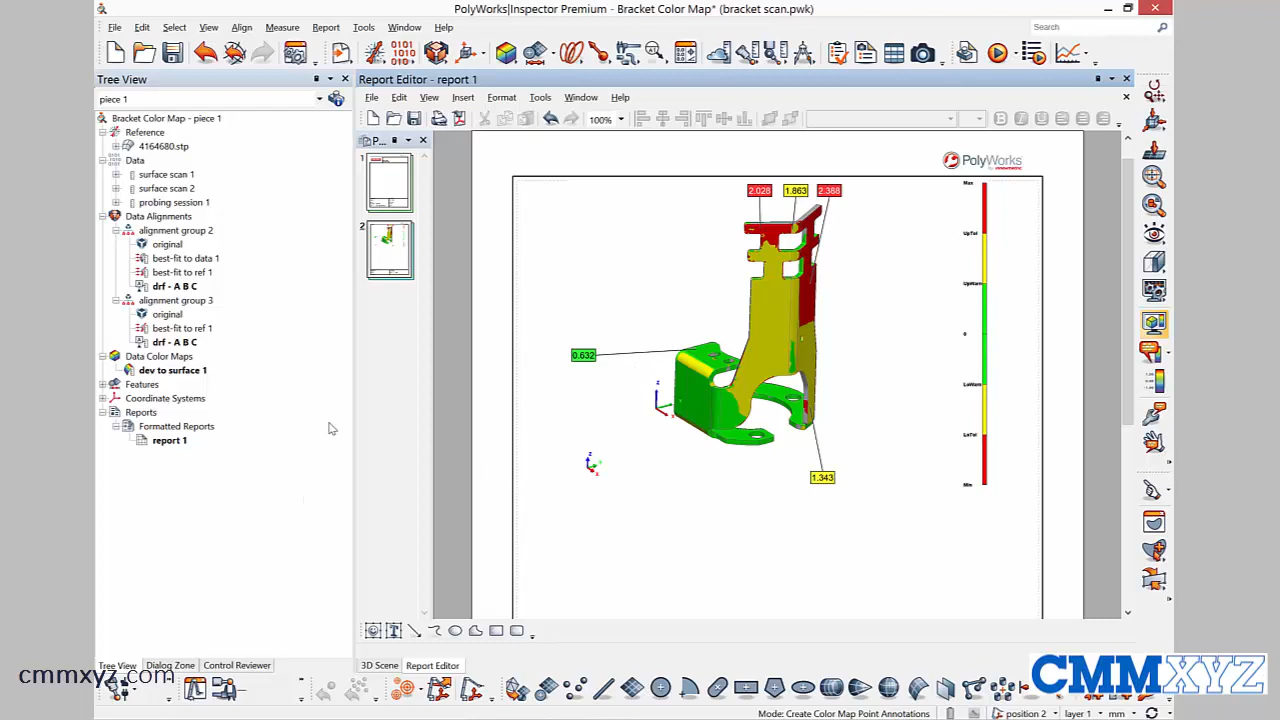 PolyWorks|Inspector Premium - Bracket Color Map* (bracket scan.pwk)
File Edit Select View Align Measure Report Tools Window Help Search
Tree View
Report Editor - report 1
piece 1
File Edit View Insert Format Tools Window Help
100%
Bracket Color Map - piece 1
Reference
4164680.stp
Data
surface scan 1
surface scan 2
probing session 1
Data Alignments
alignment group 2
original
best-fit to data 1
best-fit to ref 1
drf - A B C
alignment group 3
original
best-fit to ref 1
drf - A B C
Data Color Maps
dev to surface 1
Features
Coordinate Systems
Reports
Formatted Reports
report 1
P...
1
2
PolyWorks
2.028 1.863 2.388
0.632
1.343
Max
UpTol
UpWarn
0
LoWarn
LoTol
Min
Tree View Dialog Zone Control Reviewer
3D Scene Report Editor
cmmxyz.com
CMMXYZ
Mode: Create Color Map Point Annotations position 2 layer 1 mm